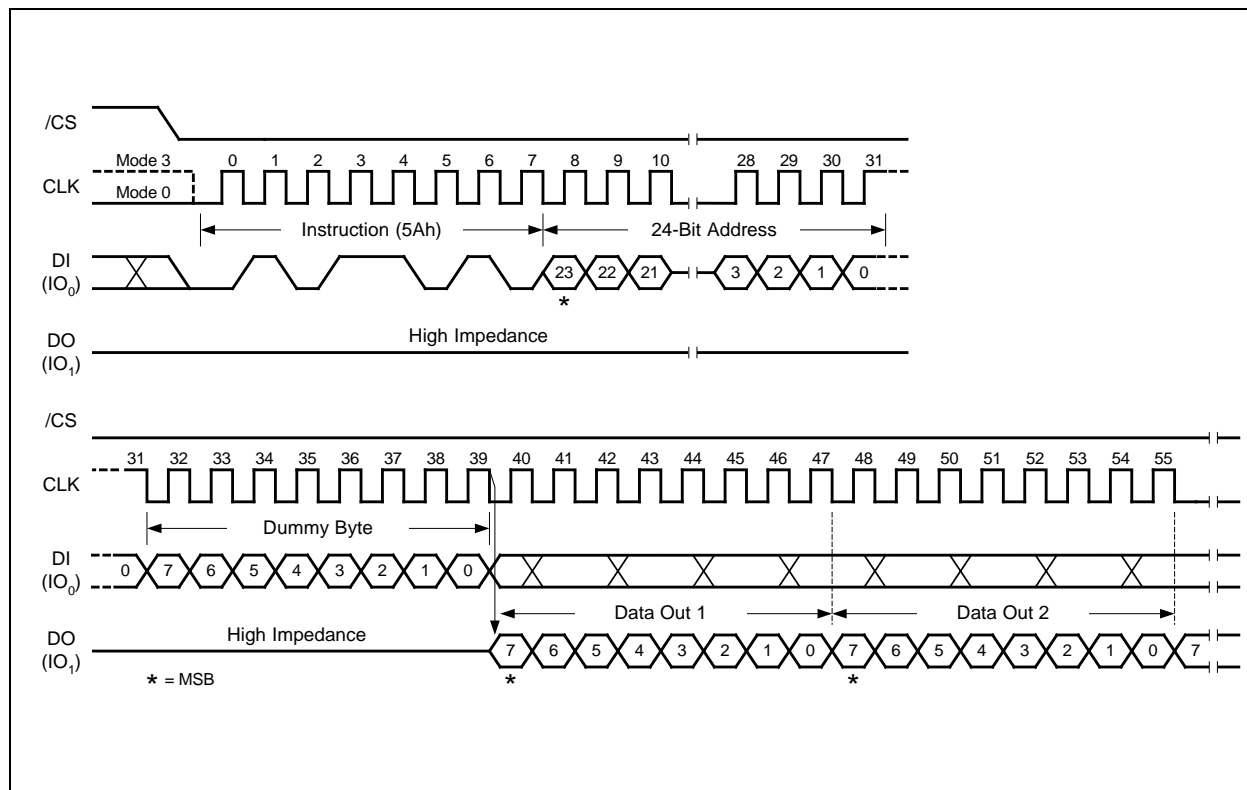 /CS
Mode 3 0 1 2 3 4 5 6 7 8 9 10 28 29 30 31
CLK Mode 0
Instruction (5Ah) 24-Bit Address
DI
(IO0) 23 22 21 3 2 1 0
*
DO High Impedance
(IO1)
/CS
31 32 33 34 35 36 37 38 39 40 41 42 43 44 45 46 47 48 49 50 51 52 53 54 55
CLK
Dummy Byte
DI
(IO0) 0 7 6 5 4 3 2 1 0
Data Out 1 Data Out 2
DO High Impedance
(IO1) 7 6 5 4 3 2 1 0 7 6 5 4 3 2 1 0 7
* = MSB * *